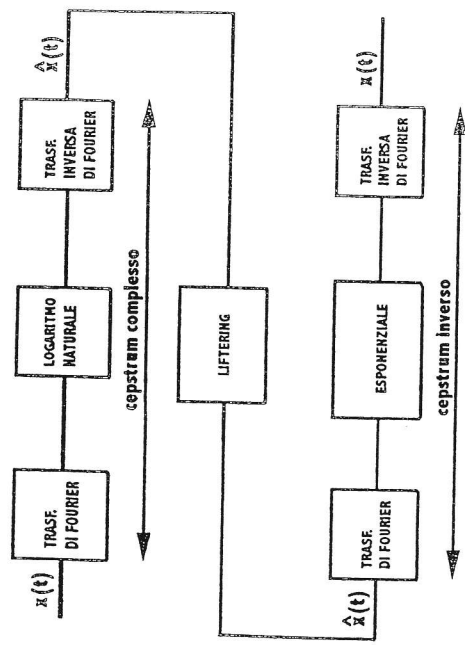 x(t)
TRASF.
DI FOURIER
LOGARITMO
NATURALE
TRASF.
INVERSA
DI FOURIER
x̂(t)
cepstrum complesso
LIFTERING
x̂(t)
TRASF.
DI FOURIER
ESPONENZIALE
TRASF.
INVERSA
DI FOURIER
x(t)
cepstrum inverso